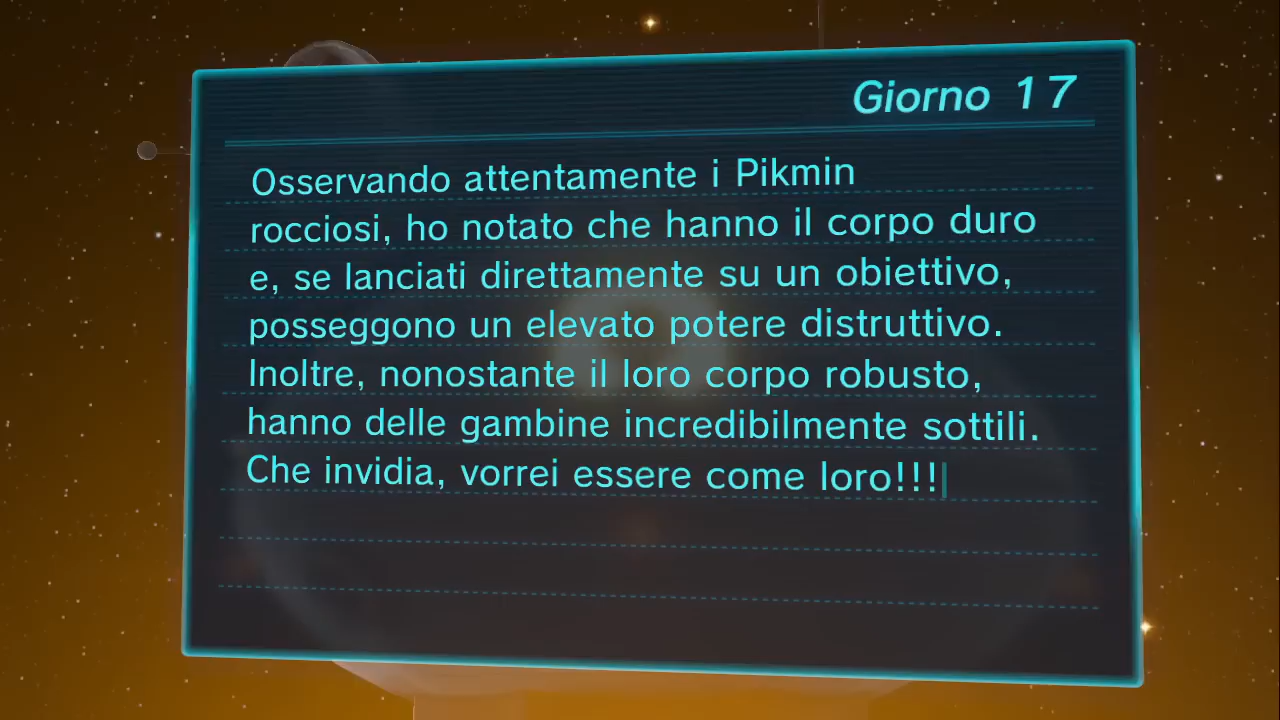 Giorno 17
Osservando attentamente i Pikmin
rocciosi, ho notato che hanno il corpo duro
e, se lanciati direttamente su un obiettivo,
posseggono un elevato potere distruttivo.
Inoltre, nonostante il loro corpo robusto,
hanno delle gambine incredibilmente sottili.
Che invidia, vorrei essere come loro!!!